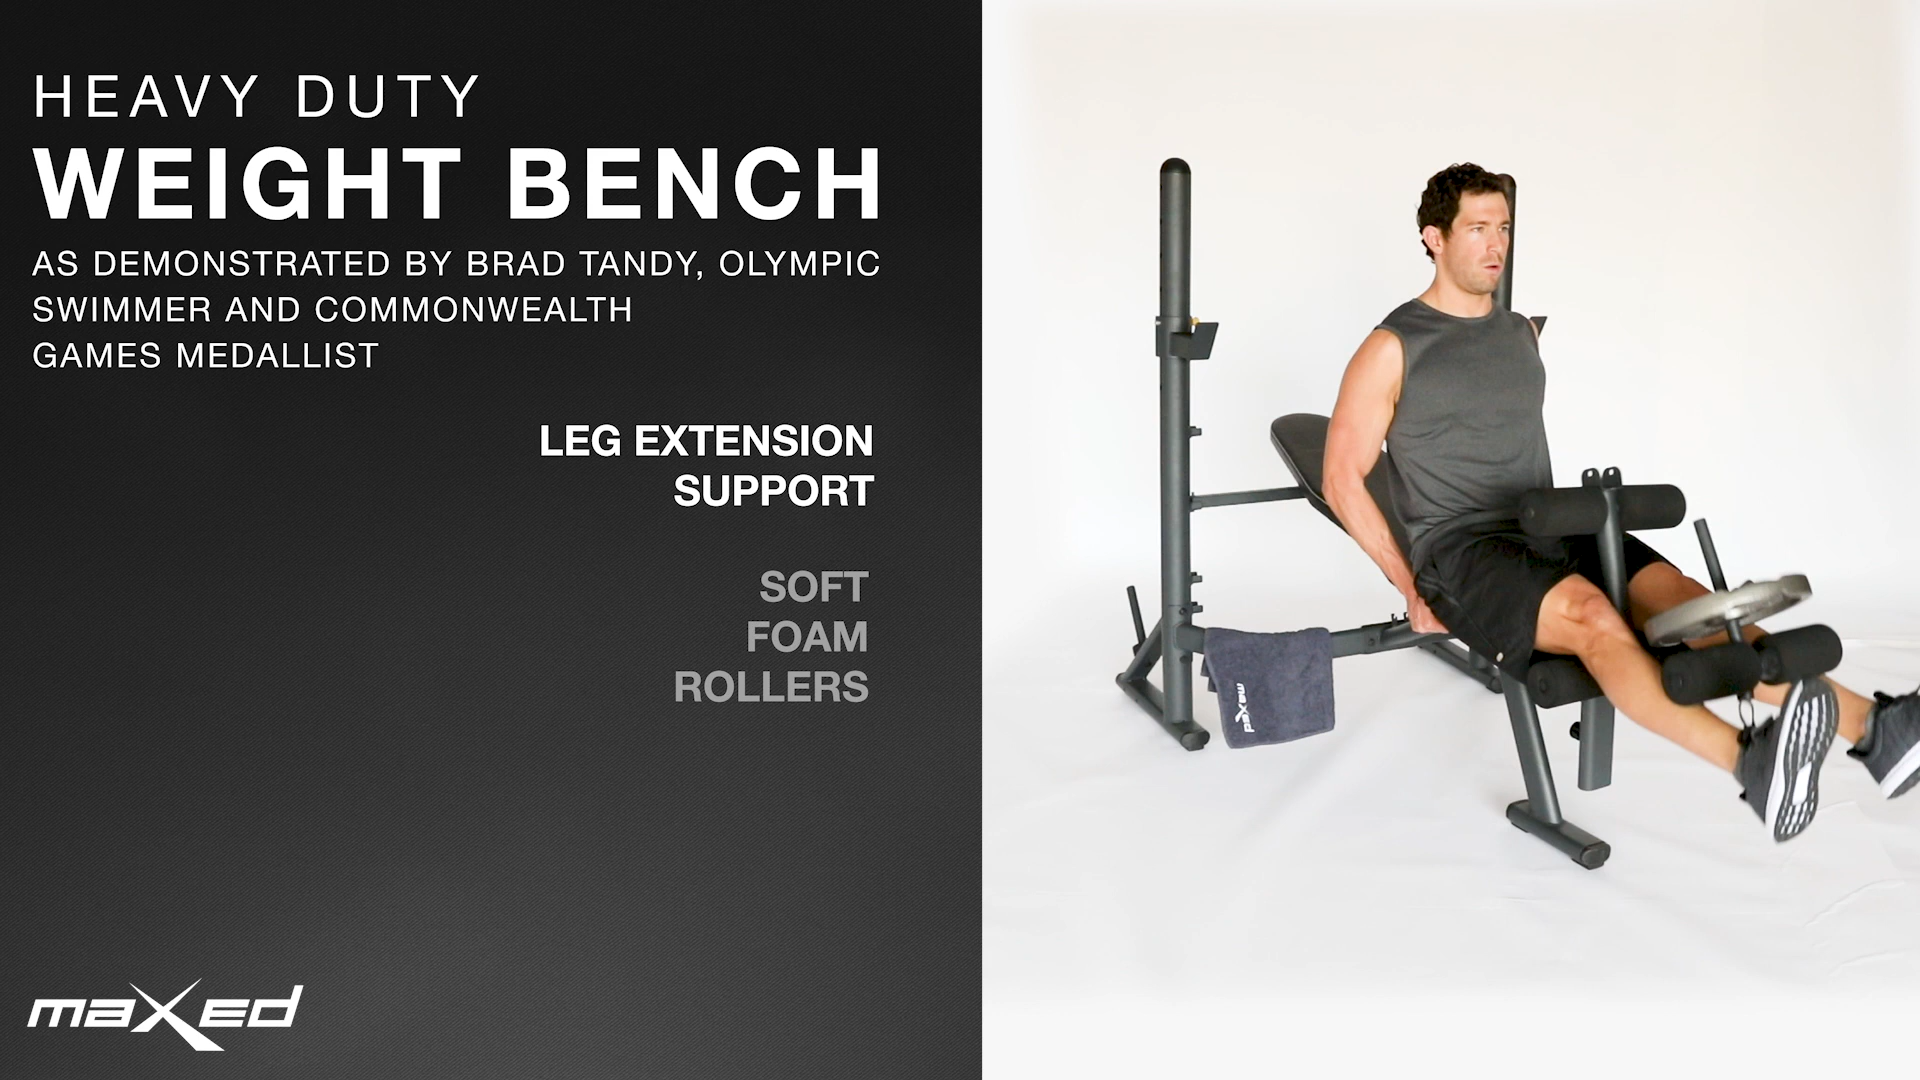 HEAVY DUTY
WEIGHT BENCH
AS DEMONSTRATED BY BRAD TANDY, OLYMPIC
SWIMMER AND COMMONWEALTH
GAMES MEDALLIST
LEG EXTENSION
SUPPORT
SOFT
FOAM
ROLLERS
maxed
maxed